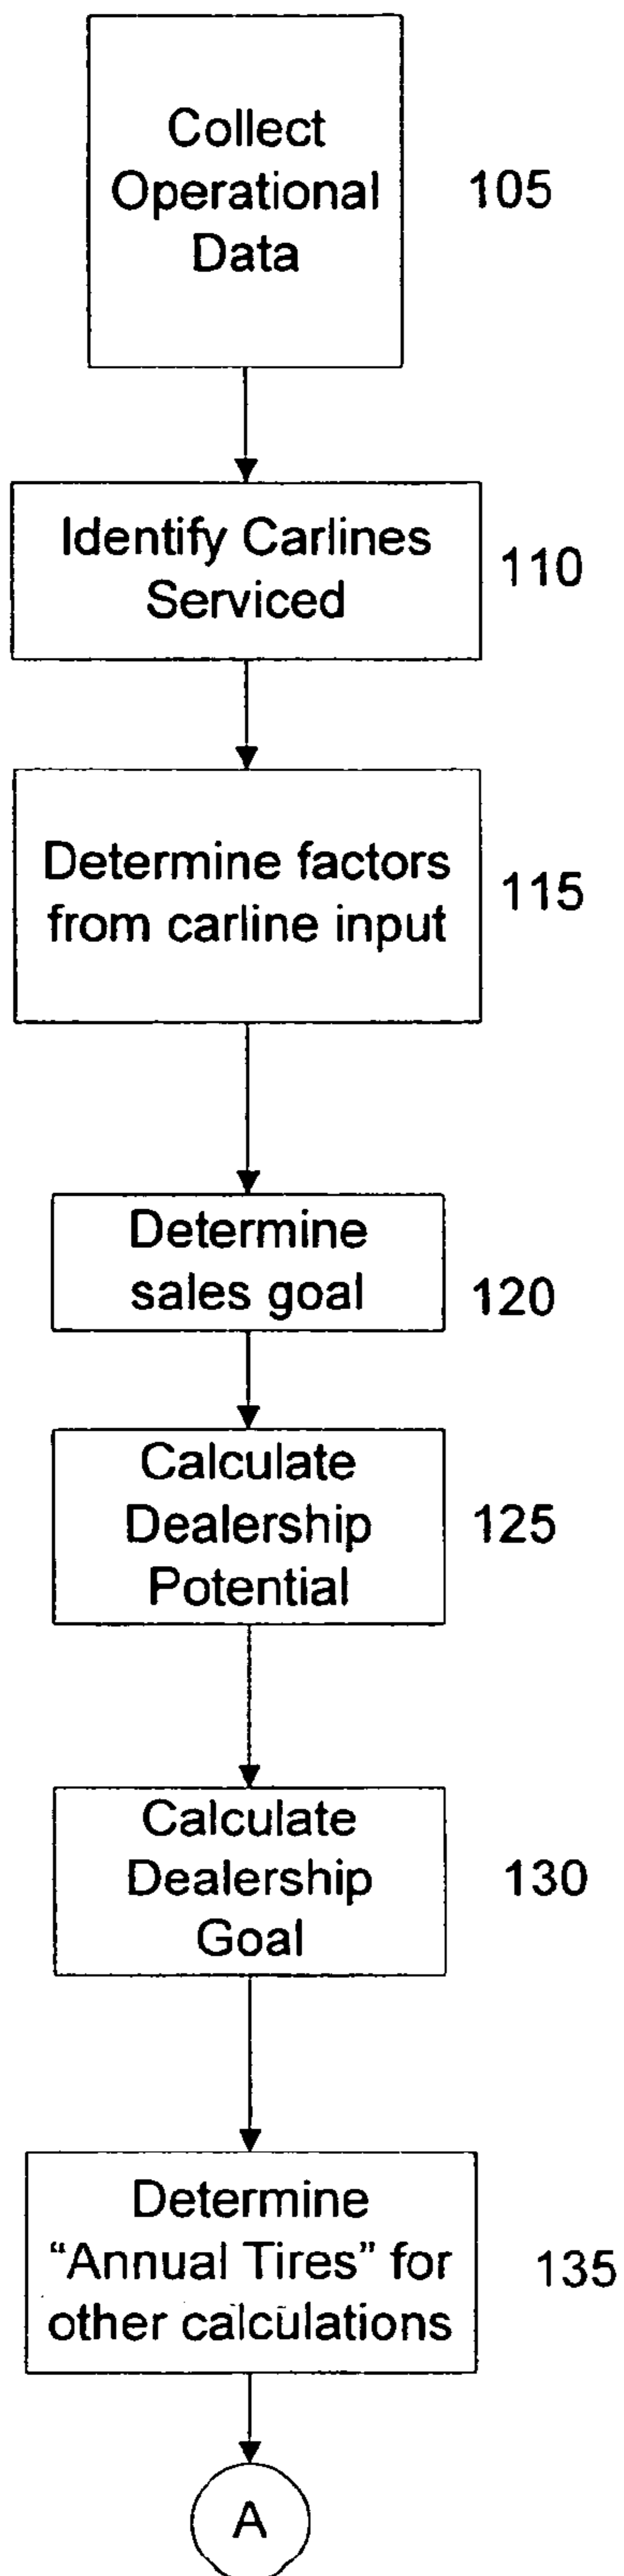 Collect
Operational
Data
105
Identify Carlines
Serviced
110
Determine factors
from carline input
115
Determine
sales goal
120
Calculate
Dealership
Potential
125
Calculate
Dealership
Goal
130
Determine
“Annual Tires” for
other calculations
135
A